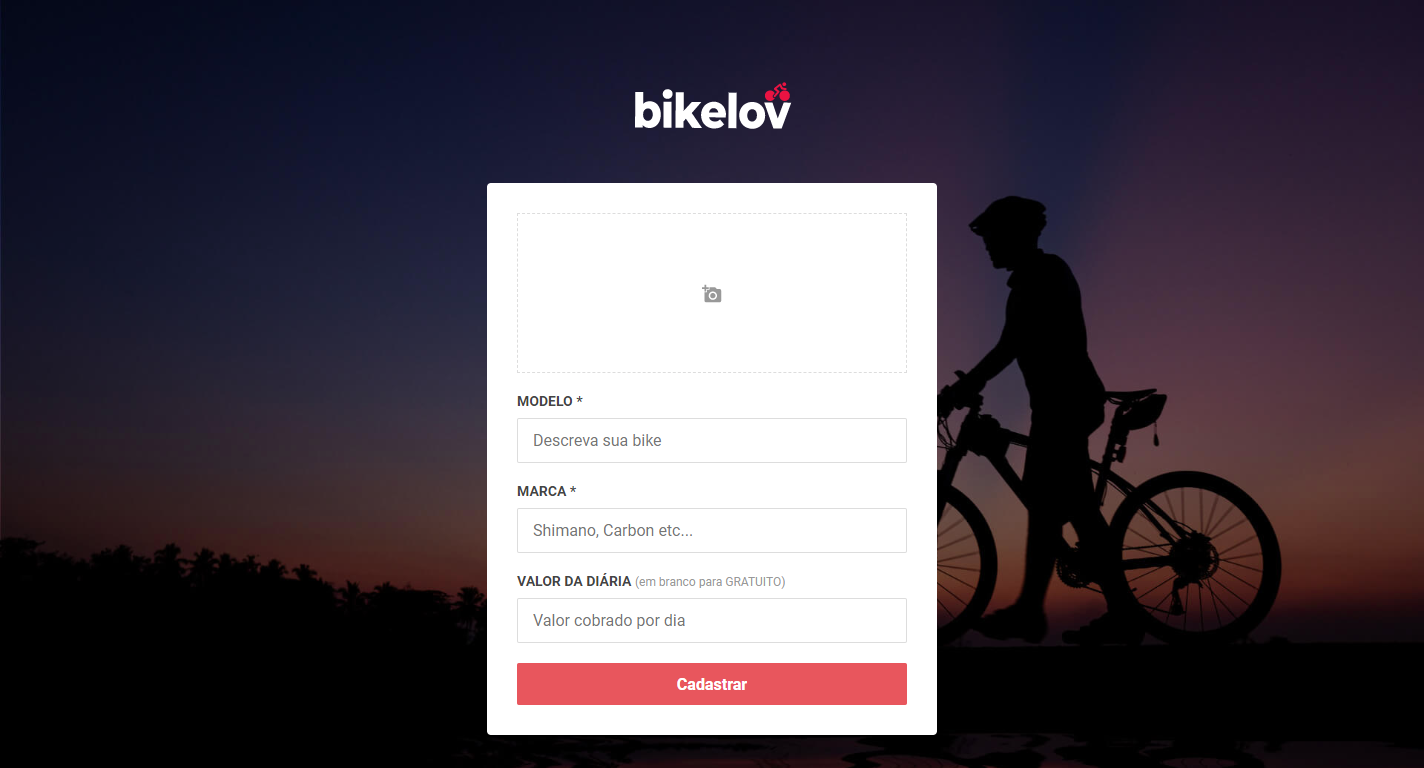 bikelov
MODELO *
Descreva sua bike
MARCA *
Shimano, Carbon etc...
VALOR DA DIÁRIA (em branco para GRATUITO)
Valor cobrado por dia
Cadastrar